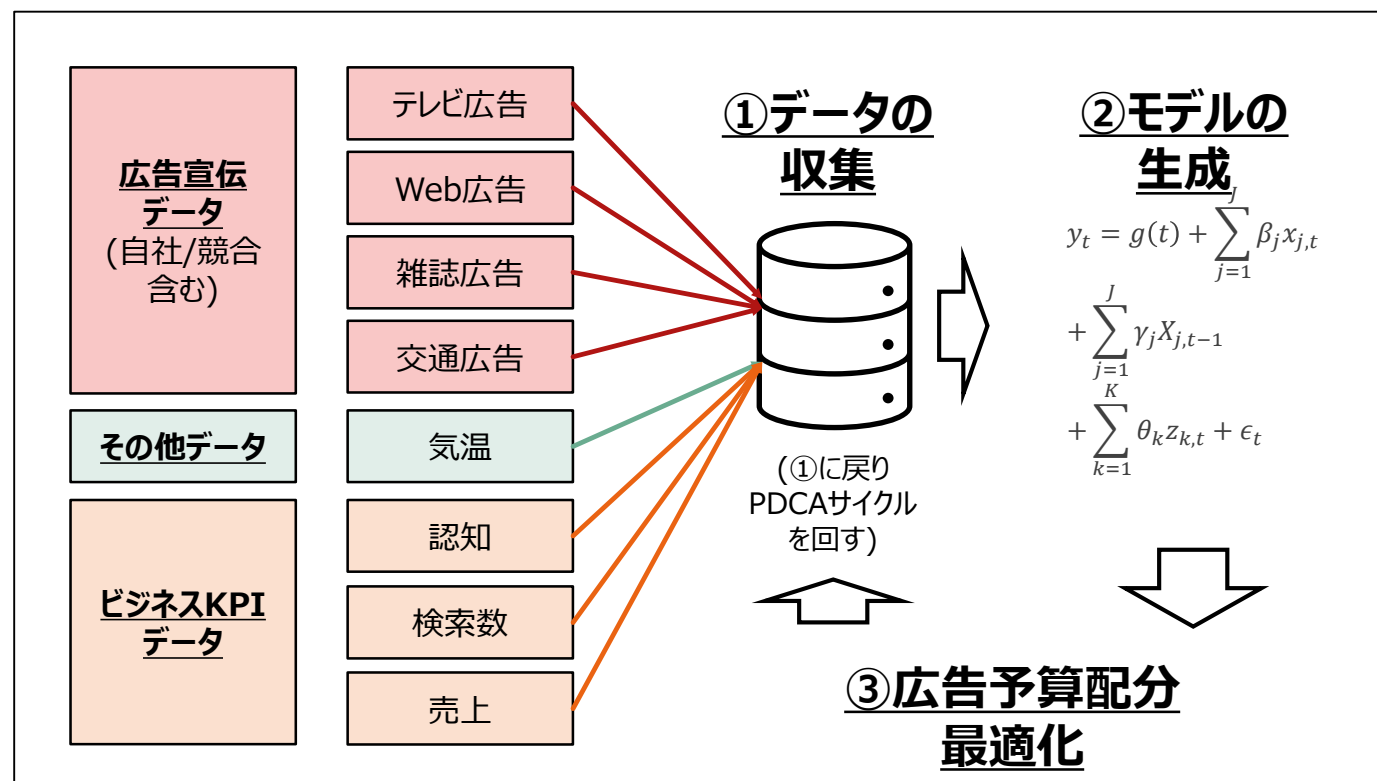 広告宣伝
データ
(自社/競合
含む)
その他データ
ビジネスKPI
データ
テレビ広告
Web広告
雑誌広告
交通広告
気温
認知
検索数
売上
①データの
収集
(①に戻り
PDCAサイクル
を回す)
②モデルの
生成
$y_t = g(t) + \sum_{j=1}^{J} \beta_j x_{j,t}$
$+ \sum_{j=1}^{J} \gamma_j X_{j,t-1}$
$+ \sum_{k=1}^{K} \theta_k z_{k,t} + \epsilon_t$
③広告予算配分
最適化